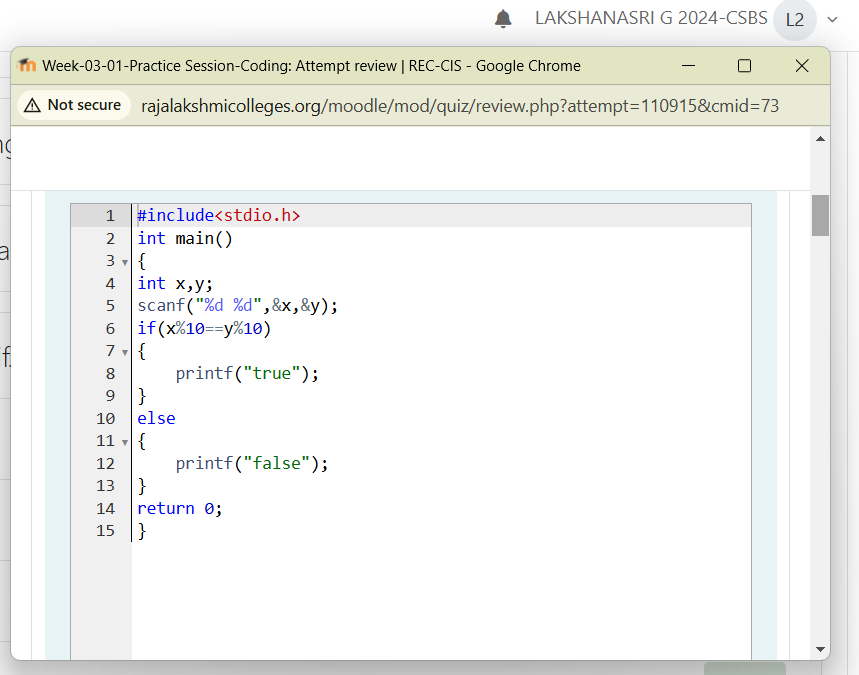 LAKSHANASRI G 2024-CSBS L2
Week-03-01-Practice Session-Coding: Attempt review | REC-CIS - Google Chrome
Not secure rajalakshmicolleges.org/moodle/mod/quiz/review.php?attempt=110915&cmid=73
1 #include<stdio.h>
2 int main()
3 {
4 int x,y;
5 scanf("%d %d",&x,&y);
6 if(x%10==y%10)
7 {
8     printf("true");
9 }
10 else
11 {
12     printf("false");
13 }
14 return 0;
15 }